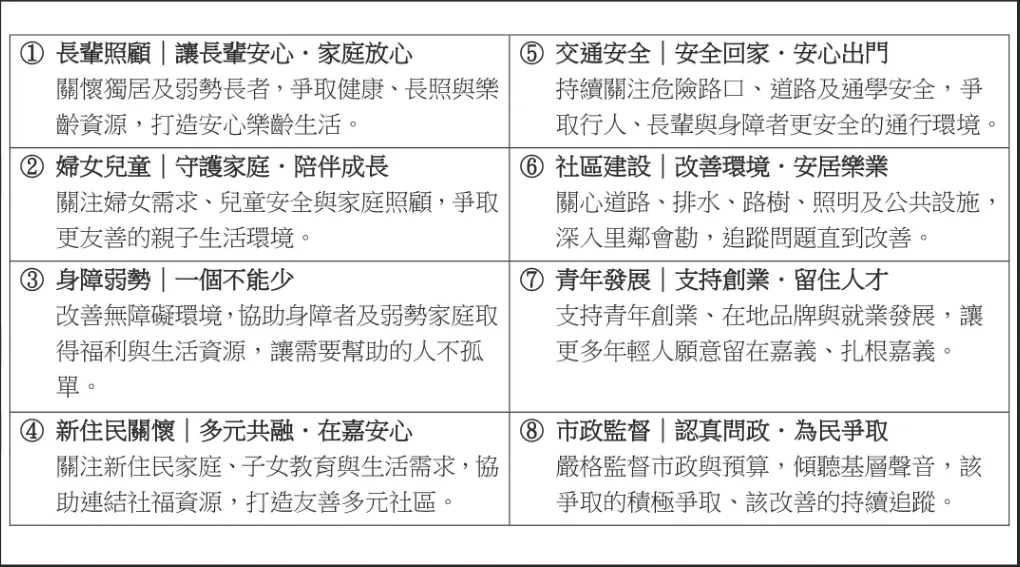 ① 長輩照顧｜讓長輩安心・家庭放心
關懷獨居及弱勢長者，爭取健康、長照與樂
齡資源，打造安心樂齡生活。
② 婦女兒童｜守護家庭・陪伴成長
關注婦女需求、兒童安全與家庭照顧，爭取
更友善的親子生活環境。
③ 身障弱勢｜一個不能少
改善無障礙環境，協助身障者及弱勢家庭取
得福利與生活資源，讓需要幫助的人不孤
單。
④ 新住民關懷｜多元共融・在嘉安心
關注新住民家庭、子女教育與生活需求，協
助連結社福資源，打造友善多元社區。
⑤ 交通安全｜安全回家・安心出門
持續關注危險路口、道路及通學安全，爭
取行人、長輩與身障者更安全的通行環境。
⑥ 社區建設｜改善環境・安居樂業
關心道路、排水、路樹、照明及公共設施，
深入里鄰會勘，追蹤問題直到改善。
⑦ 青年發展｜支持創業・留住人才
支持青年創業、在地品牌與就業發展，讓
更多年輕人願意留在嘉義、扎根嘉義。
⑧ 市政監督｜認真問政・為民爭取
嚴格監督市政與預算，傾聽基層聲音，該
爭取的積極爭取、該改善的持續追蹤。